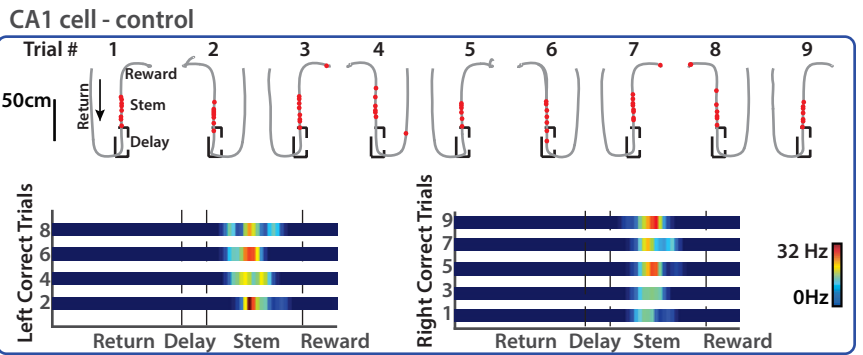 CA1 cell - control
Trial # 1 2 3 4 5 6 7 8 9
Reward
50cm
Return
Stem
Delay
Left Correct Trials
8
6
4
2
Return Delay Stem Reward
Right Correct Trials
9
7
5
3
1
Return Delay Stem Reward
32 Hz
0Hz